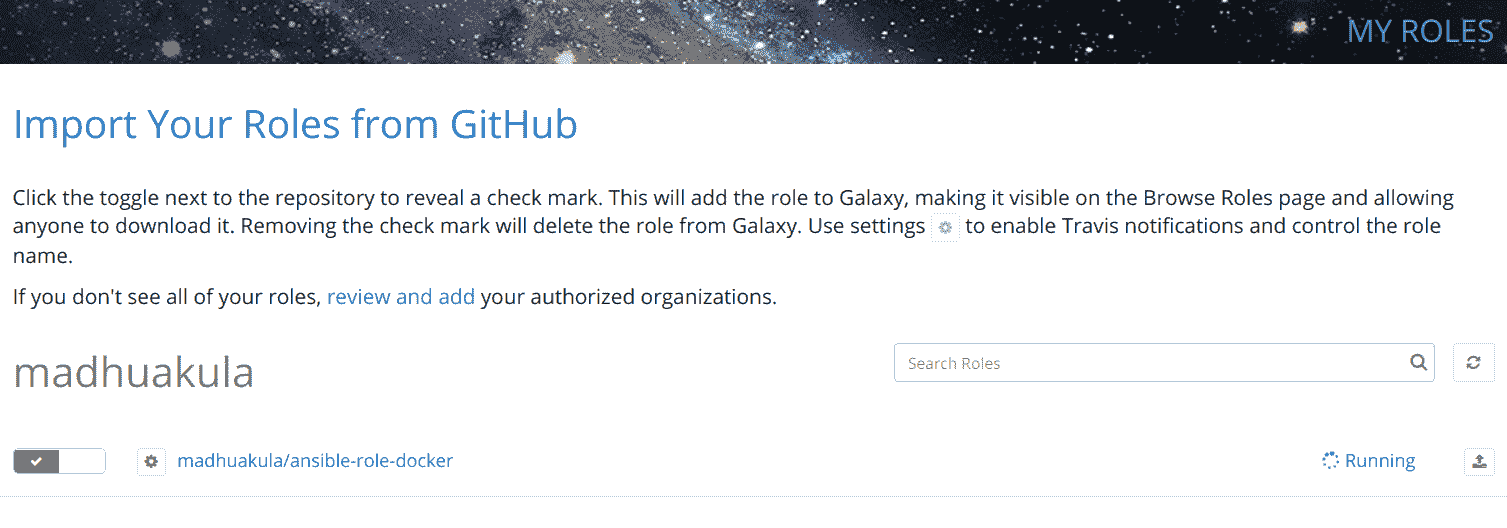 MY ROLES
Import Your Roles from GitHub
Click the toggle next to the repository to reveal a check mark. This will add the role to Galaxy, making it visible on the Browse Roles page and allowing
anyone to download it. Removing the check mark will delete the role from Galaxy. Use settings to enable Travis notifications and control the role
name.
If you don't see all of your roles, review and add your authorized organizations.
madhuakula
Search Roles
madhuakula/ansible-role-docker
Running